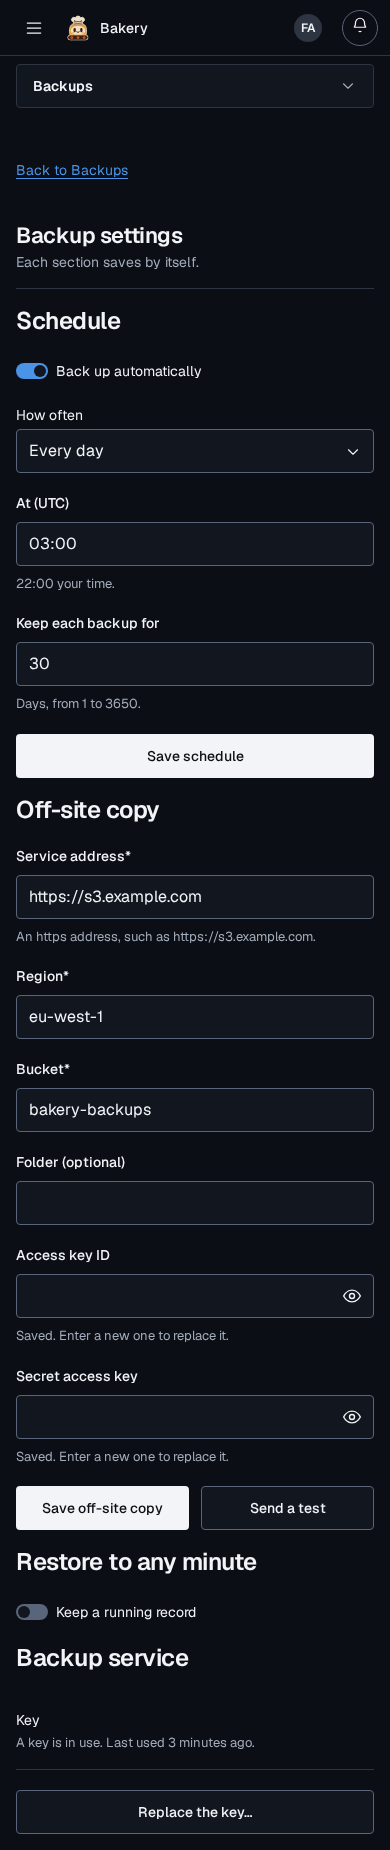 Bakery
FA
Backups
Back to Backups
Backup settings
Each section saves by itself.
Schedule
Back up automatically
How often
Every day
At (UTC)
03:00
22:00 your time.
Keep each backup for
30
Days, from 1 to 3650.
Save schedule
Off-site copy
Service address*
https://s3.example.com
An https address, such as https://s3.example.com.
Region*
eu-west-1
Bucket*
bakery-backups
Folder (optional)
Access key ID
Saved. Enter a new one to replace it.
Secret access key
Saved. Enter a new one to replace it.
Save off-site copy
Send a test
Restore to any minute
Keep a running record
Backup service
Key
A key is in use. Last used 3 minutes ago.
Replace the key...